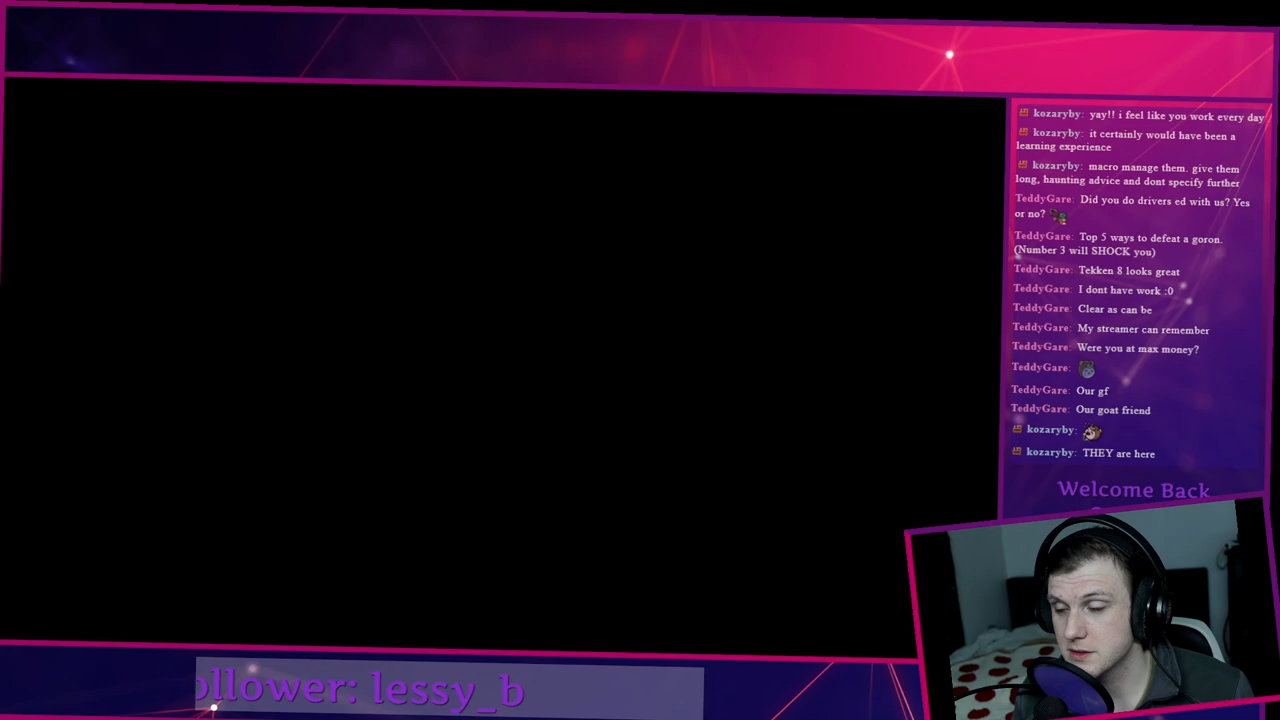 kozaryby: yay!! i feel like you work every day
kozaryby: it certainly would have been a
learning experience
kozaryby: macro manage them. give them
long, haunting advice and dont specify further
TeddyGare: Did you do drivers ed with us? Yes
or no?
TeddyGare: Top 5 ways to defeat a goron.
(Number 3 will SHOCK you)
TeddyGare: Tekken 8 looks great
TeddyGare: I dont have work :0
TeddyGare: Clear as can be
TeddyGare: My streamer can remember
TeddyGare: Were you at max money?
TeddyGare:
TeddyGare: Our gf
TeddyGare: Our goat friend
kozaryby:
kozaryby: THEY are here
Welcome Back
ollower: lessy_b